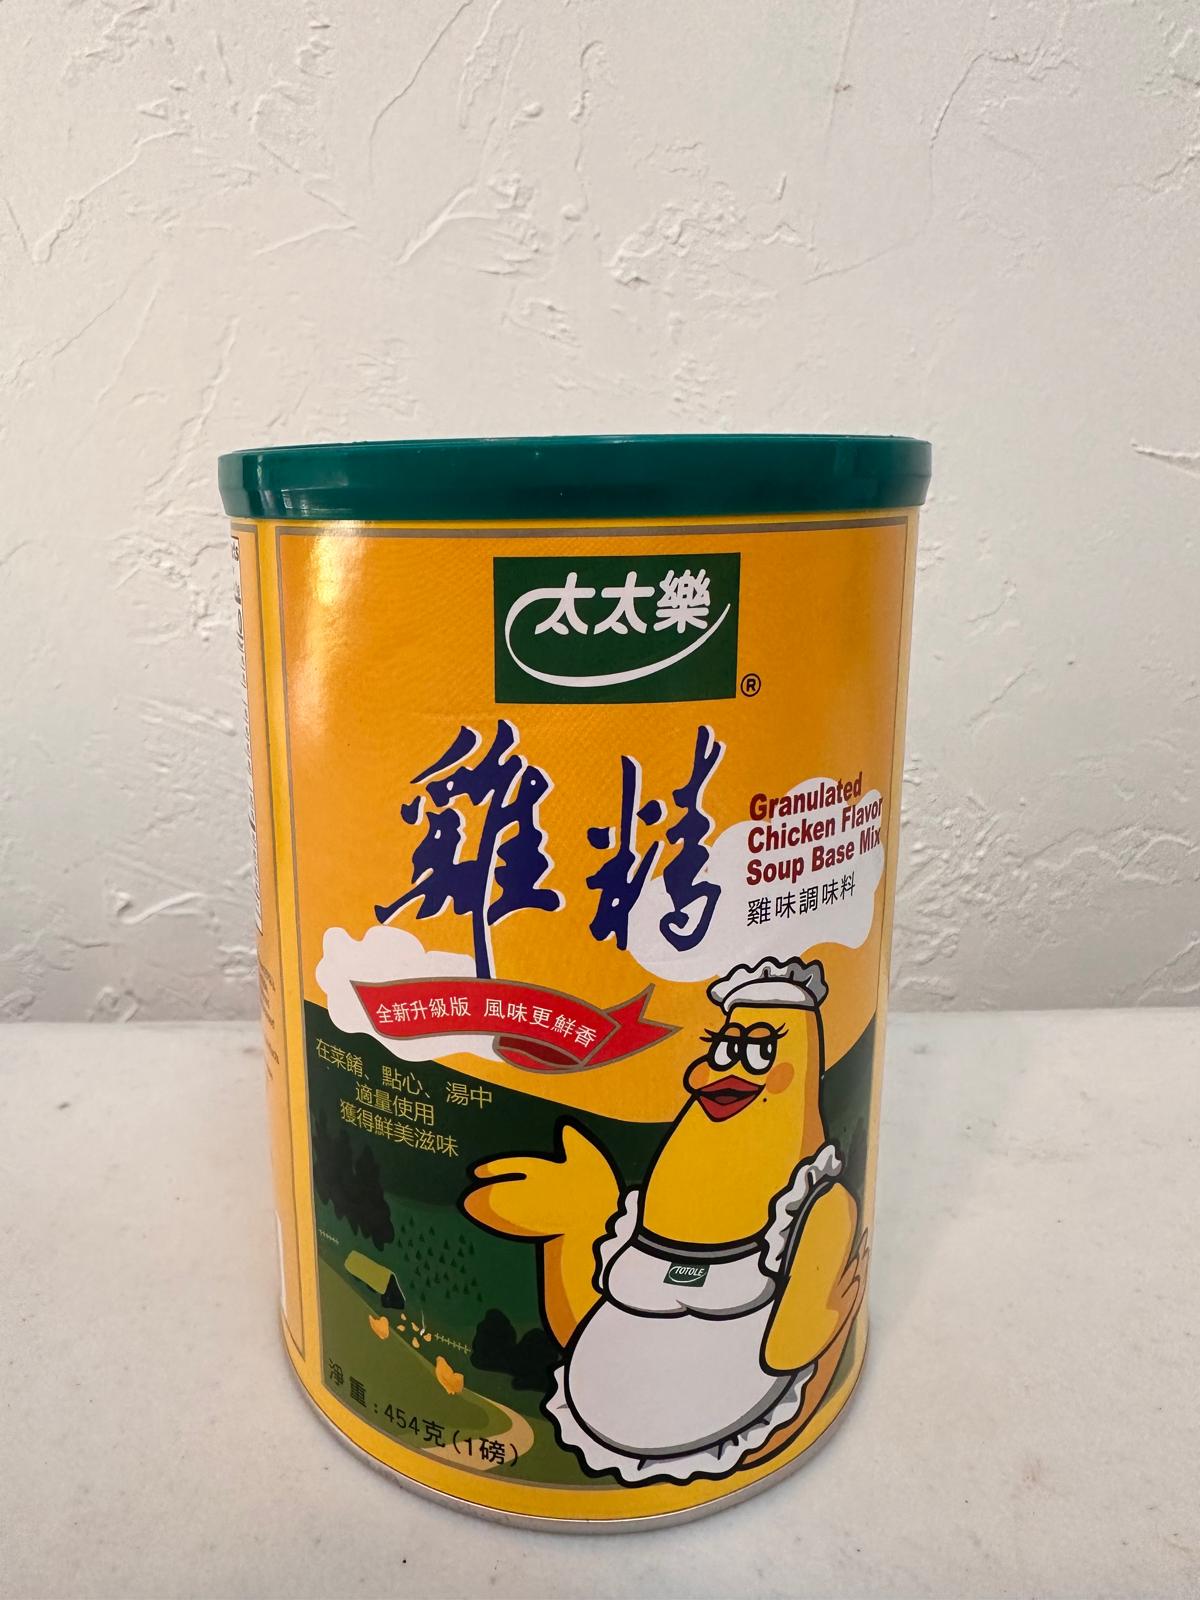 太太樂
®
雞精
Granulated
Chicken Flavor
Soup Base Mix
雞味調味料
全新升級版 風味更鮮香
在菜餚、點心、湯中
適量使用
獲得鮮美滋味
TOTOLE
淨重:454克(1磅)